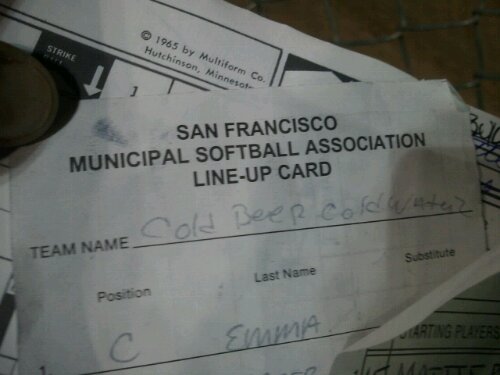 © 1965 by Multiform Co.
Hutchinson, Minnesota
STRIKE
1
SAN FRANCISCO
MUNICIPAL SOFTBALL ASSOCIATION
LINE-UP CARD
TEAM NAME Cold Beer Cold Water
Position Last Name Substitute
C EMMA
STARTING PLAYERS